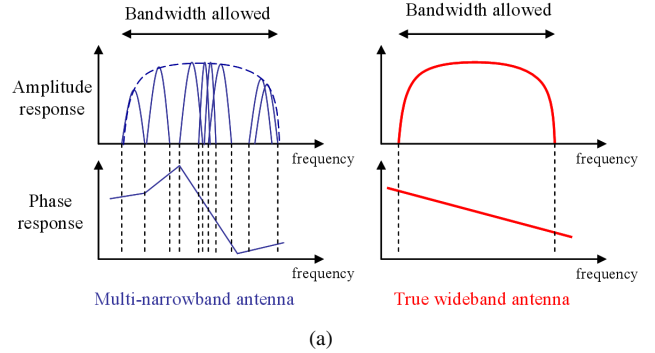 Bandwidth allowed
Bandwidth allowed
Amplitude
response
frequency
frequency
Phase
response
frequency
frequency
Multi-narrowband antenna
True wideband antenna
(a)